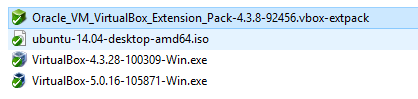 Oracle_VM_VirtualBox_Extension_Pack-4.3.8-92456.vbox-extpack
ubuntu-14.04-desktop-amd64.iso
VirtualBox-4.3.28-100309-Win.exe
VirtualBox-5.0.16-105871-Win.exe